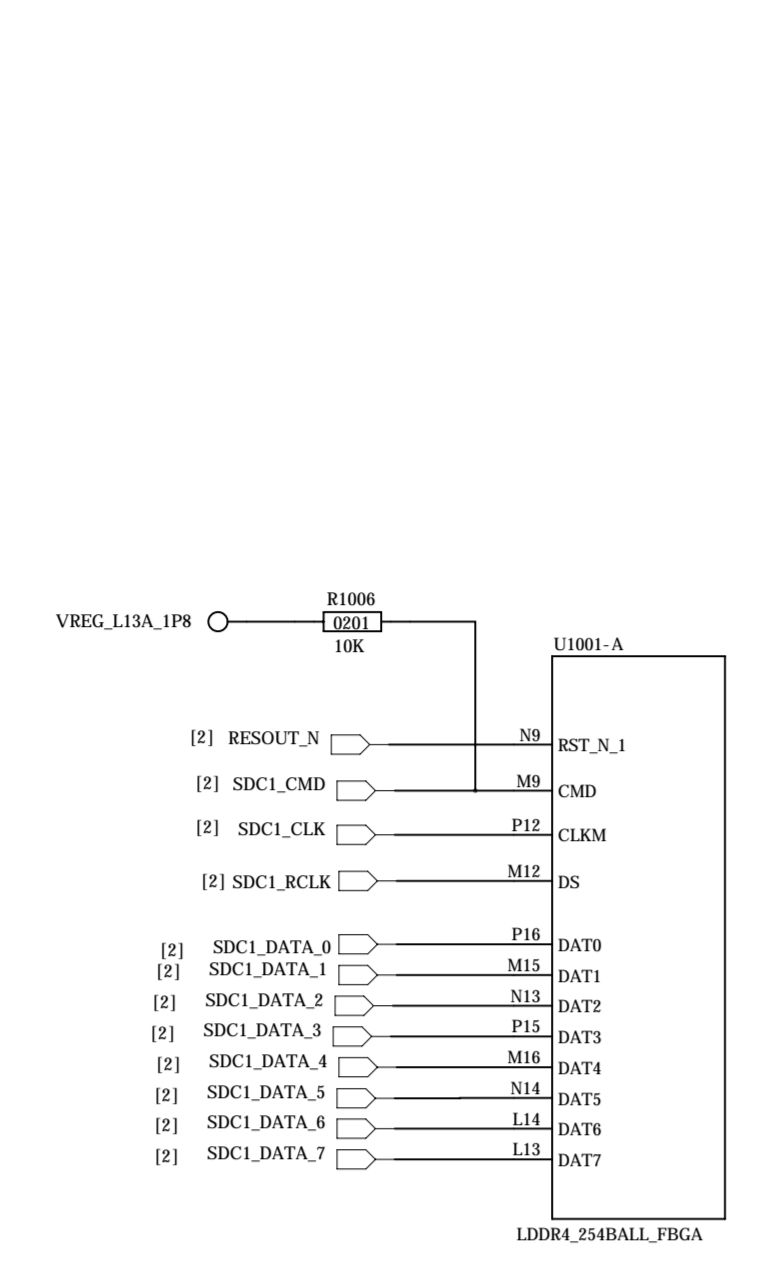 R1006
VREG_L13A_1P8
0201
10K
U1001-A
[2] RESOUT_N N9 RST_N_1
[2] SDC1_CMD M9 CMD
[2] SDC1_CLK P12 CLKM
[2] SDC1_RCLK M12 DS
[2] SDC1_DATA_0 P16 DAT0
[2] SDC1_DATA_1 M15 DAT1
[2] SDC1_DATA_2 N13 DAT2
[2] SDC1_DATA_3 P15 DAT3
[2] SDC1_DATA_4 M16 DAT4
[2] SDC1_DATA_5 N14 DAT5
[2] SDC1_DATA_6 L14 DAT6
[2] SDC1_DATA_7 L13 DAT7
LDDR4_254BALL_FBGA